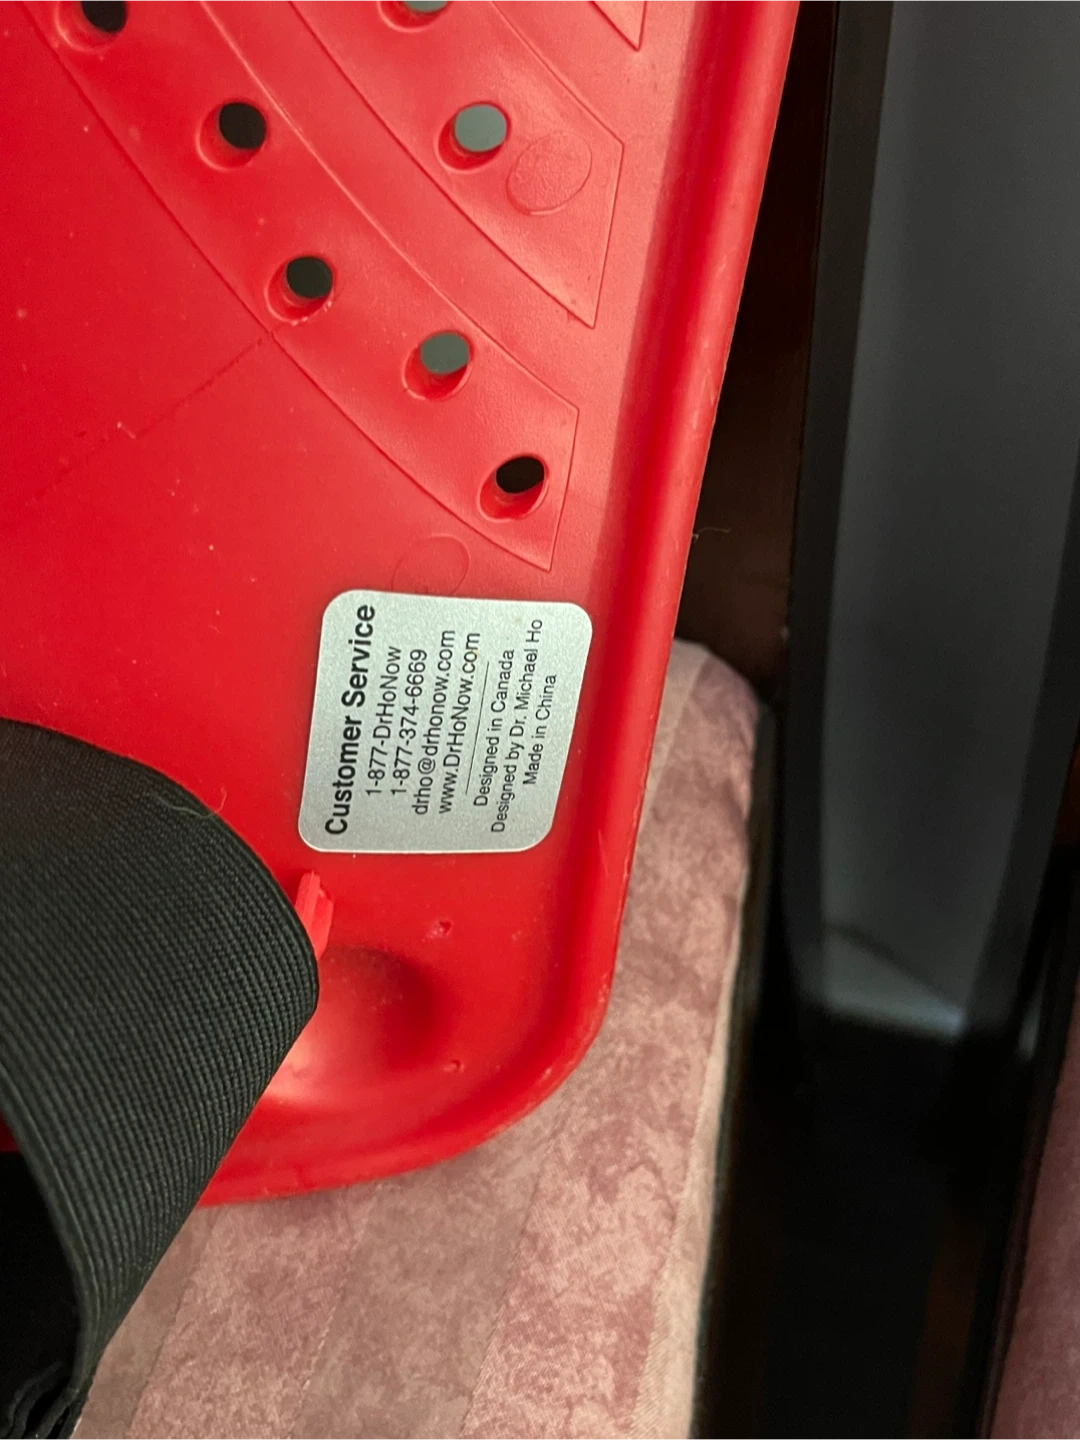 Customer Service
1-877-DrHoNow
1-877-374-6669
drho@drhonow.com
www.DrHoNow.com
Designed in Canada
Designed by Dr. Michael Ho
Made in China